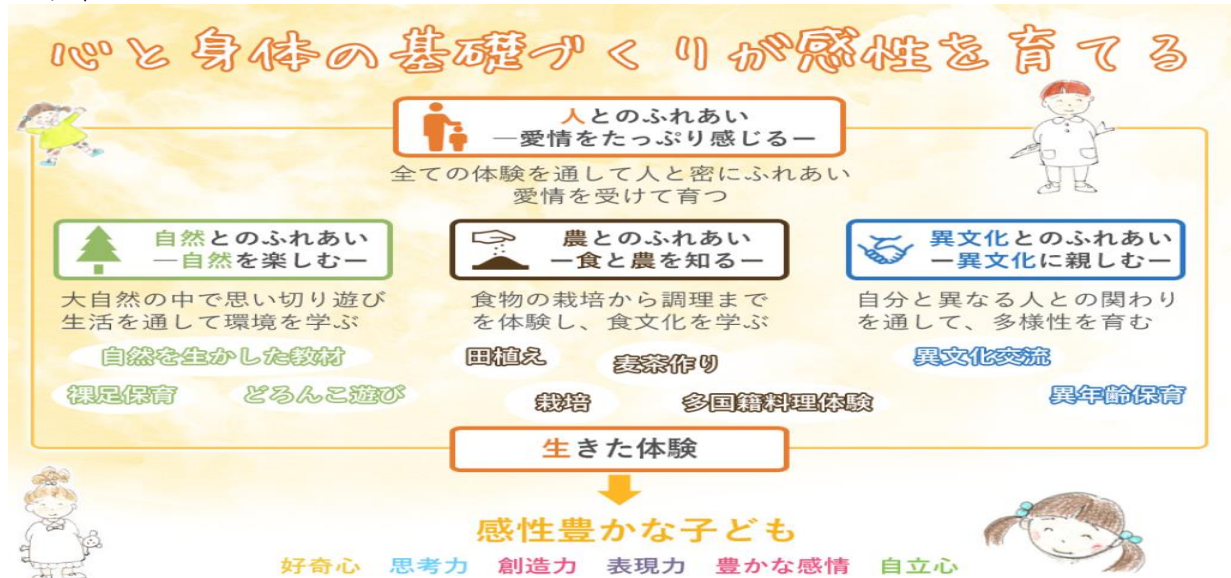 心と身体の基礎づくりが感性を育てる
人とのふれあい
―愛情をたっぷり感じるー
全ての体験を通して人と密にふれあい
愛情を受けて育つ
自然とのふれあい
―自然を楽しむー
大自然の中で思い切り遊び
生活を通して環境を学ぶ
自然を生かした教材
裸足保育
どろんこ遊び
農とのふれあい
ー食と農を知るー
食物の栽培から調理まで
を体験し、食文化を学ぶ
田植え
麦茶作り
栽培
多国籍料理体験
異文化とのふれあい
ー異文化に親しむー
自分と異なる人との関わり
を通して、多様性を育む
異文化交流
異年齢保育
生きた体験
感性豊かな子ども
好奇心 思考力 創造力 表現力 豊かな感情 自立心